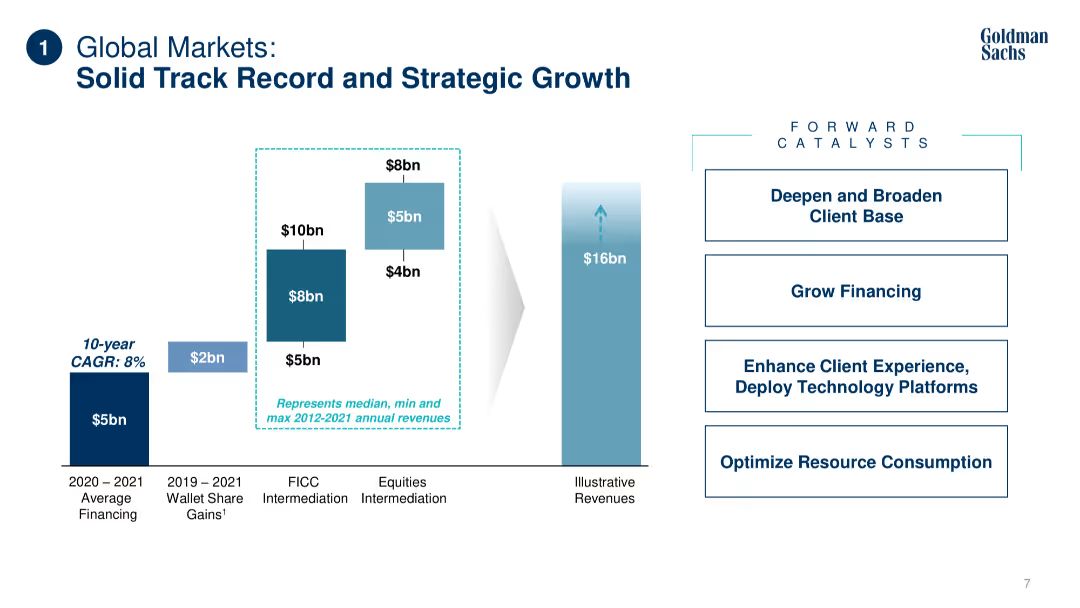 1
Global Markets:
Solid Track Record and Strategic Growth
Goldman
Sachs
10-year
CAGR: 8%
$5bn
$2bn
$10bn
$8bn
$5bn
$8bn
$5bn
$4bn
Represents median, min and
max 2012-2021 annual revenues
$16bn
2020 – 2021
Average
Financing
2019 – 2021
Wallet Share
Gains¹
FICC
Intermediation
Equities
Intermediation
Illustrative
Revenues
FORWARD
CATALYSTS
Deepen and Broaden
Client Base
Grow Financing
Enhance Client Experience,
Deploy Technology Platforms
Optimize Resource Consumption
7